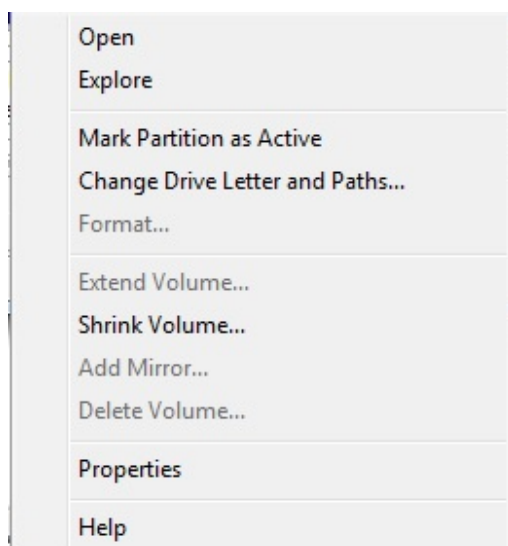 Open
Explore
Mark Partition as Active
Change Drive Letter and Paths...
Format...
Extend Volume...
Shrink Volume...
Add Mirror...
Delete Volume...
Properties
Help